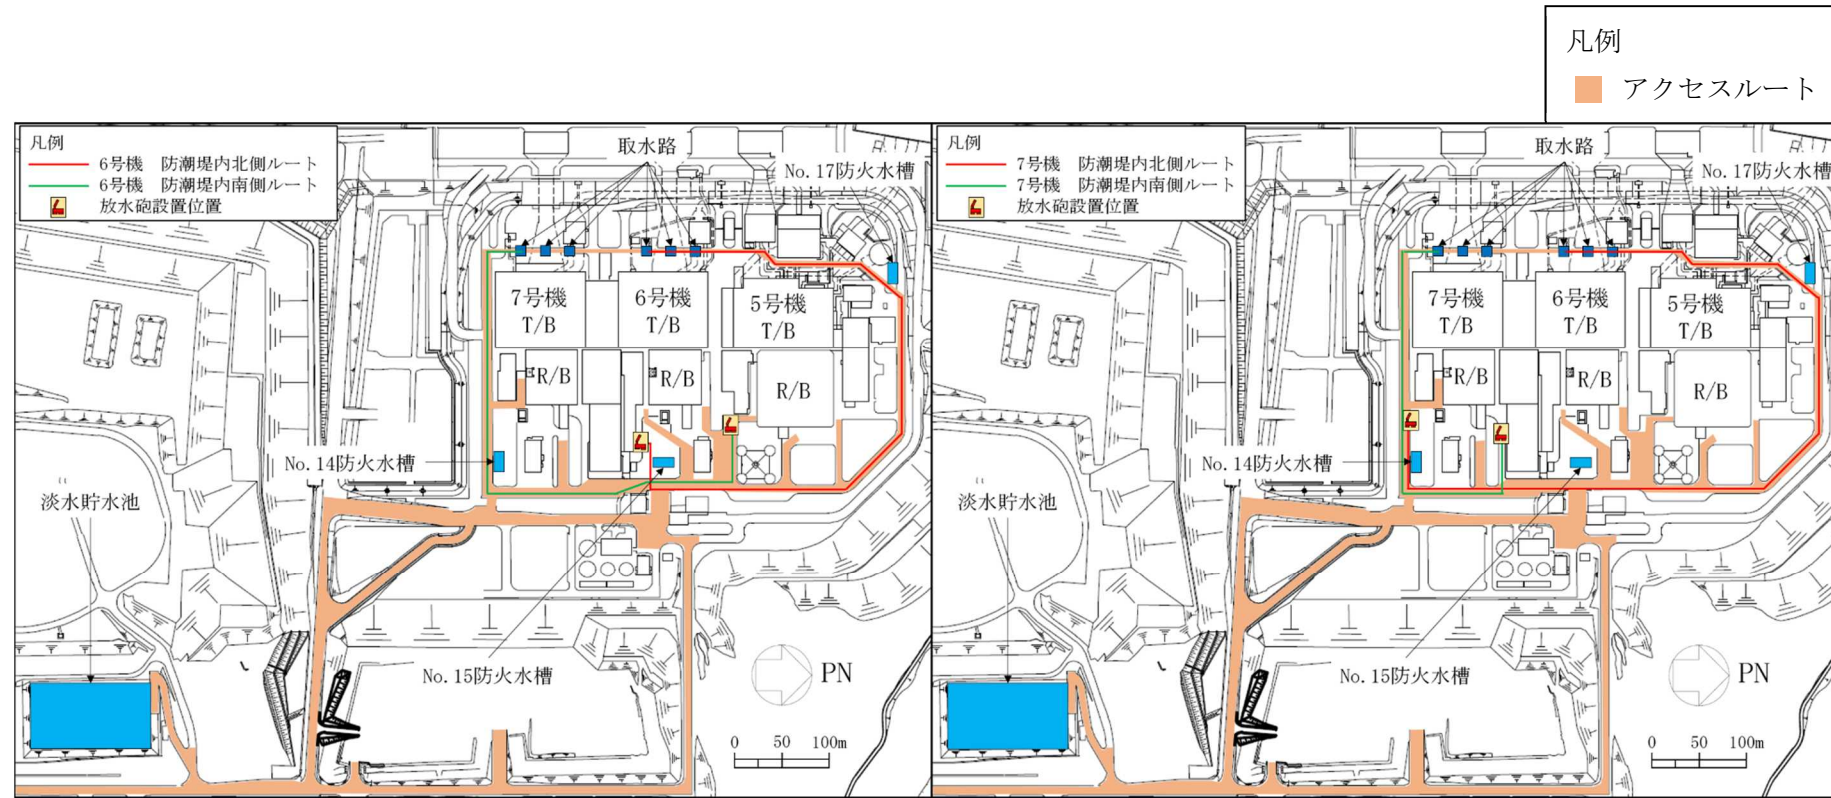 凡例
アクセスルート
凡例
6号機 防潮堤内北側ルート
6号機 防潮堤内南側ルート
放水砲設置位置
取水路
No.17防火水槽
7号機
T/B
6号機
T/B
5号機
T/B
R/B
R/B
R/B
No.14防火水槽
淡水貯水池
No.15防火水槽
PN
0 50 100m
凡例
7号機 防潮堤内北側ルート
7号機 防潮堤内南側ルート
放水砲設置位置
取水路
No.17防火水槽
7号機
T/B
6号機
T/B
5号機
T/B
R/B
R/B
R/B
No.14防火水槽
淡水貯水池
No.15防火水槽
PN
0 50 100m